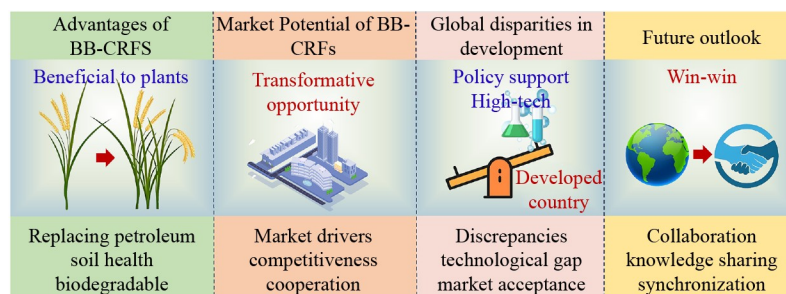 Advantages of
BB-CRFS
Beneficial to plants
Replacing petroleum
soil health
biodegradable
Market Potential of BB-
CRFs
Transformative
opportunity
Market drivers
competitiveness
cooperation
Global disparities in
development
Policy support
High-tech
Developed
country
Discrepancies
technological gap
market acceptance
Future outlook
Win-win
Collaboration
knowledge sharing
synchronization